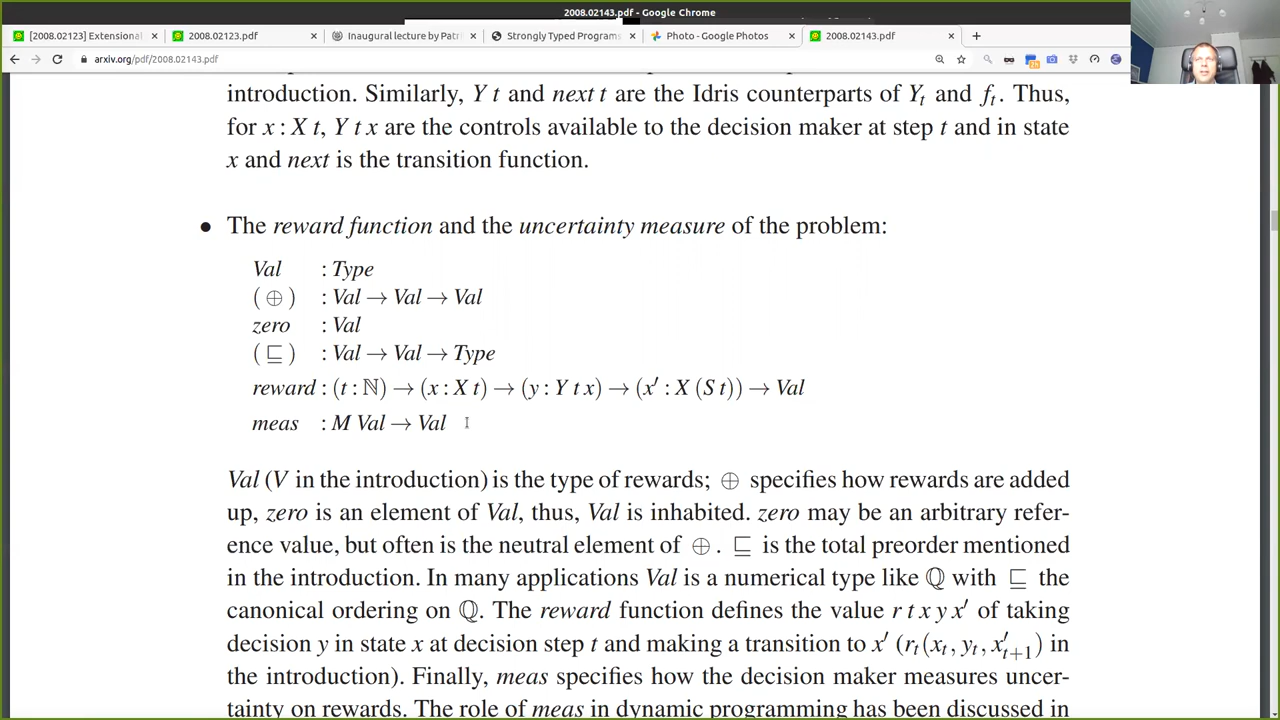 2008.02143.pdf - Google Chrome
[2008.02123] Extensional
2008.02123.pdf
Inaugural lecture by Patri
Strongly Typed Programs
Photo - Google Photos
2008.02143.pdf
arxiv.org/pdf/2008.02143.pdf
introduction. Similarly, Y t and next t are the Idris counterparts of Yₜ and fₜ. Thus,
for x : X t, Y t x are the controls available to the decision maker at step t and in state
x and next is the transition function.
• The reward function and the uncertainty measure of the problem:
Val : Type
(⊕) : Val → Val → Val
zero : Val
(⊑) : Val → Val → Type
reward : (t : ℕ) → (x : X t) → (y : Y t x) → (x′ : X (S t)) → Val
meas : M Val → Val
Val (V in the introduction) is the type of rewards; ⊕ specifies how rewards are added
up, zero is an element of Val, thus, Val is inhabited. zero may be an arbitrary refer-
ence value, but often is the neutral element of ⊕. ⊑ is the total preorder mentioned
in the introduction. In many applications Val is a numerical type like ℚ with ⊑ the
canonical ordering on ℚ. The reward function defines the value r t x y x′ of taking
decision y in state x at decision step t and making a transition to x′ (rₜ(xₜ, yₜ, x′ₜ₊₁) in
the introduction). Finally, meas specifies how the decision maker measures uncer-
tainty on rewards. The role of meas in dynamic programming has been discussed in